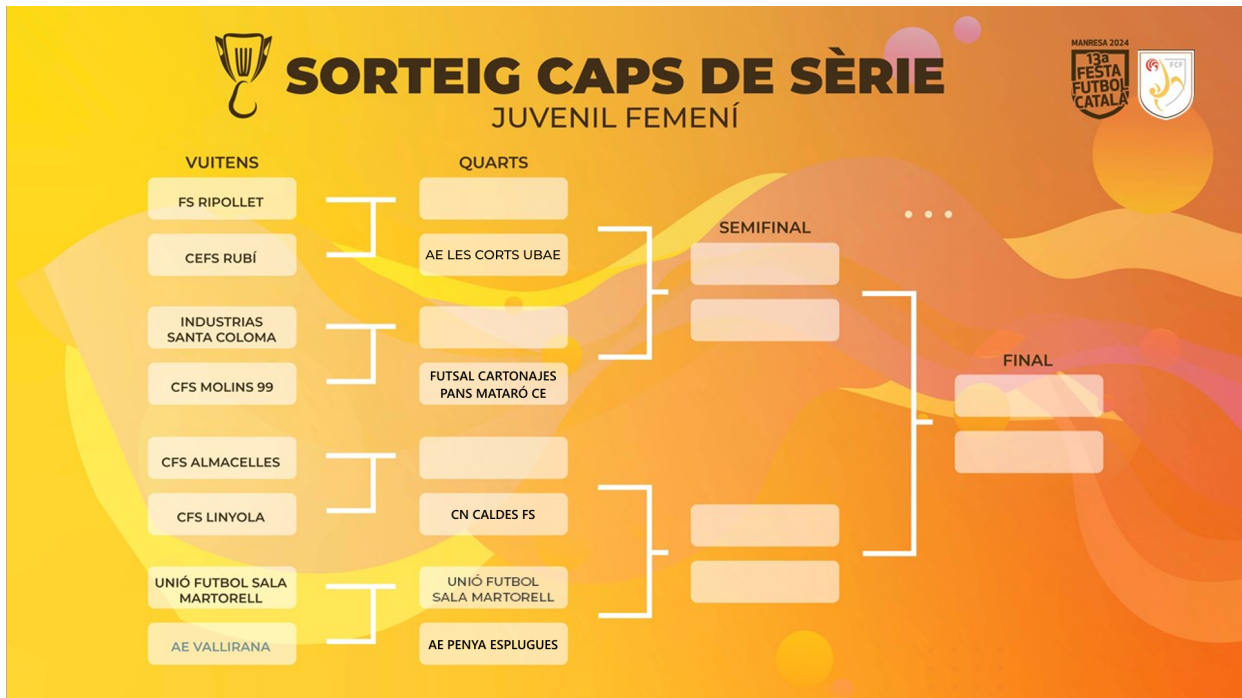 SORTEIG CAPS DE SÈRIE
JUVENIL FEMENÍ
MANRESA 2024
13a
FESTA
FUTBOL
CATALÀ
FCF
VUITENS
FS RIPOLLET
CEFS RUBÍ
INDUSTRIAS
SANTA COLOMA
CFS MOLINS 99
CFS ALMACELLES
CFS LINYOLA
UNIÓ FUTBOL SALA
MARTORELL
AE VALLIRANA
QUARTS
AE LES CORTS UBAE
FUTSAL CARTONAJES
PANS MATARÓ CE
CN CALDES FS
UNIÓ FUTBOL
SALA MARTORELL
AE PENYA ESPLUGUES
SEMIFINAL
FINAL